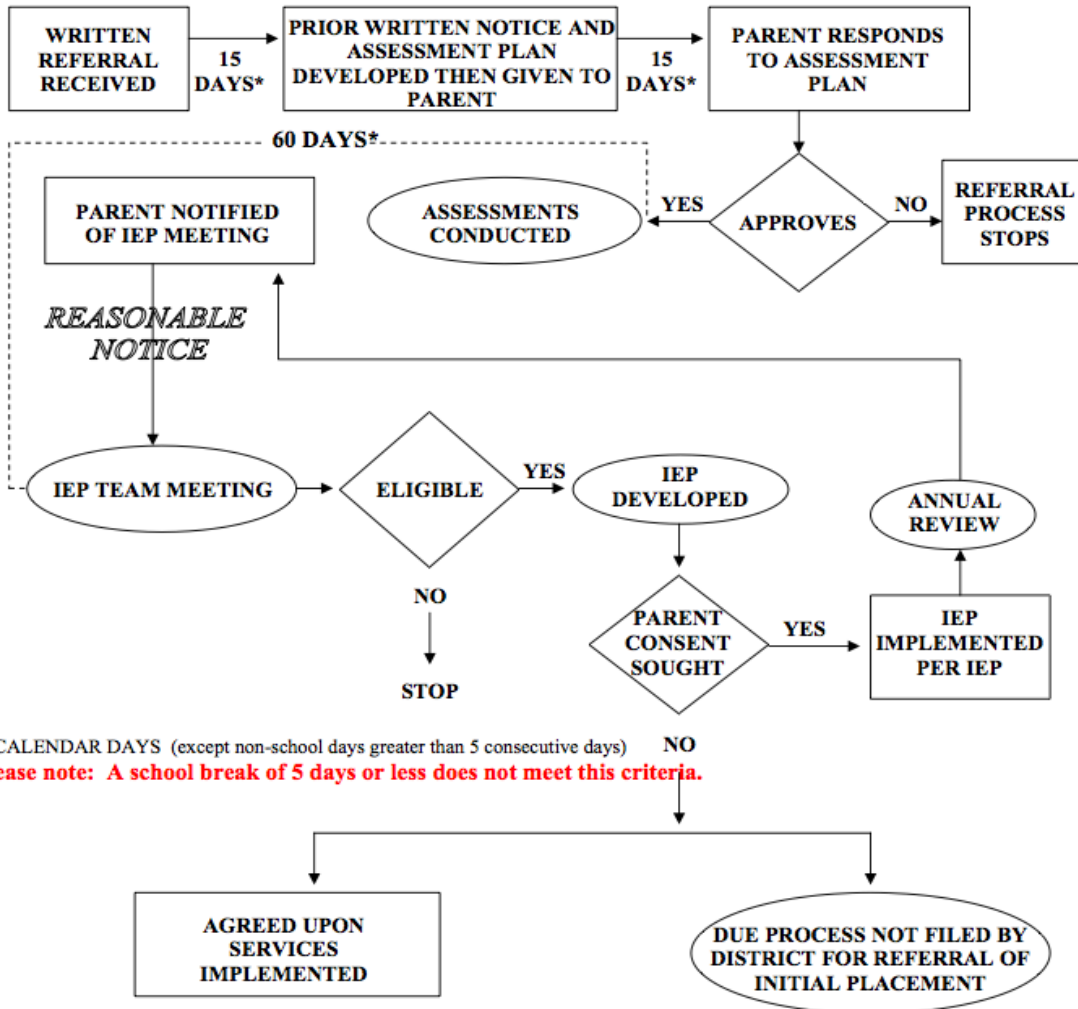 WRITTEN
REFERRAL
RECEIVED
15
DAYS*
PRIOR WRITTEN NOTICE AND
ASSESSMENT PLAN
DEVELOPED THEN GIVEN TO
PARENT
15
DAYS*
PARENT RESPONDS
TO ASSESSMENT
PLAN
60 DAYS*
PARENT NOTIFIED
OF IEP MEETING
ASSESSMENTS
CONDUCTED
YES
APPROVES
NO
REFERRAL
PROCESS
STOPS
REASONABLE
NOTICE
IEP TEAM MEETING
ELIGIBLE
YES
IEP
DEVELOPED
ANNUAL
REVIEW
NO
STOP
PARENT
CONSENT
SOUGHT
YES
IEP
IMPLEMENTED
PER IEP
CALENDAR DAYS (except non-school days greater than 5 consecutive days)
NO
ease note: A school break of 5 days or less does not meet this criteria.
AGREED UPON
SERVICES
IMPLEMENTED
DUE PROCESS NOT FILED BY
DISTRICT FOR REFERRAL OF
INITIAL PLACEMENT